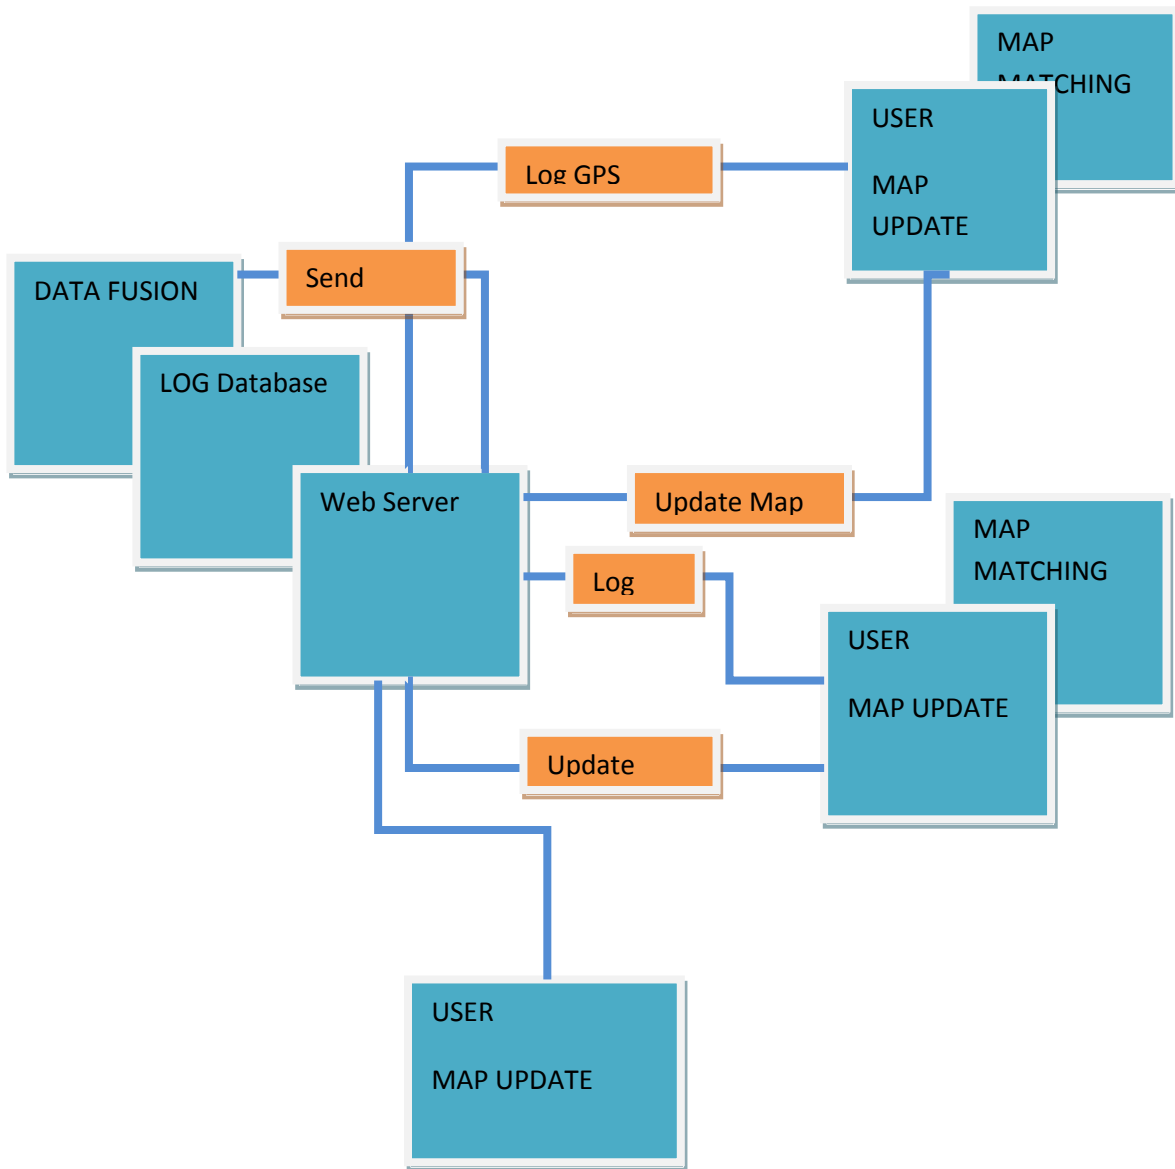 MAP
MATCHING
USER
MAP
UPDATE
Log GPS
Send
DATA FUSION
LOG Database
Web Server
Update Map
Log
MAP
MATCHING
USER
MAP UPDATE
Update
USER
MAP UPDATE